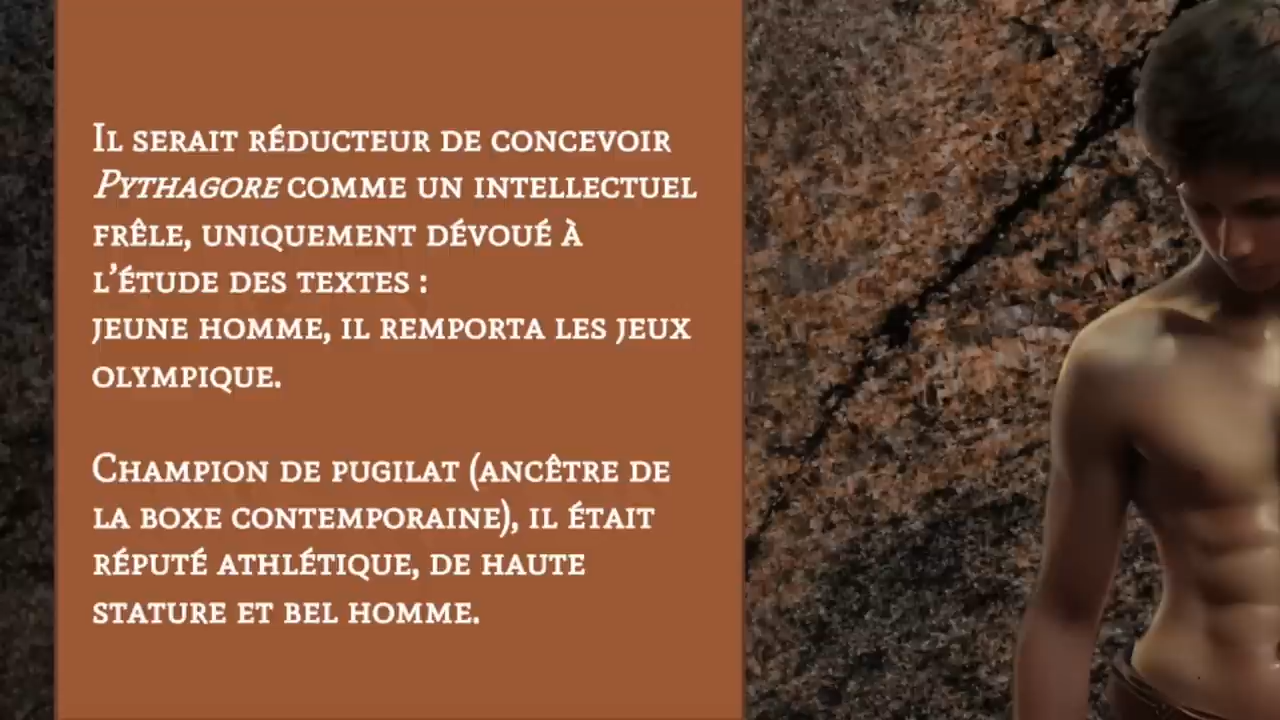 Il serait réducteur de concevoir
Pythagore comme un intellectuel
frêle, uniquement dévoué à
l’étude des textes :
jeune homme, il remporta les jeux
olympique.
Champion de pugilat (ancêtre de
la boxe contemporaine), il était
réputé athlétique, de haute
stature et bel homme.